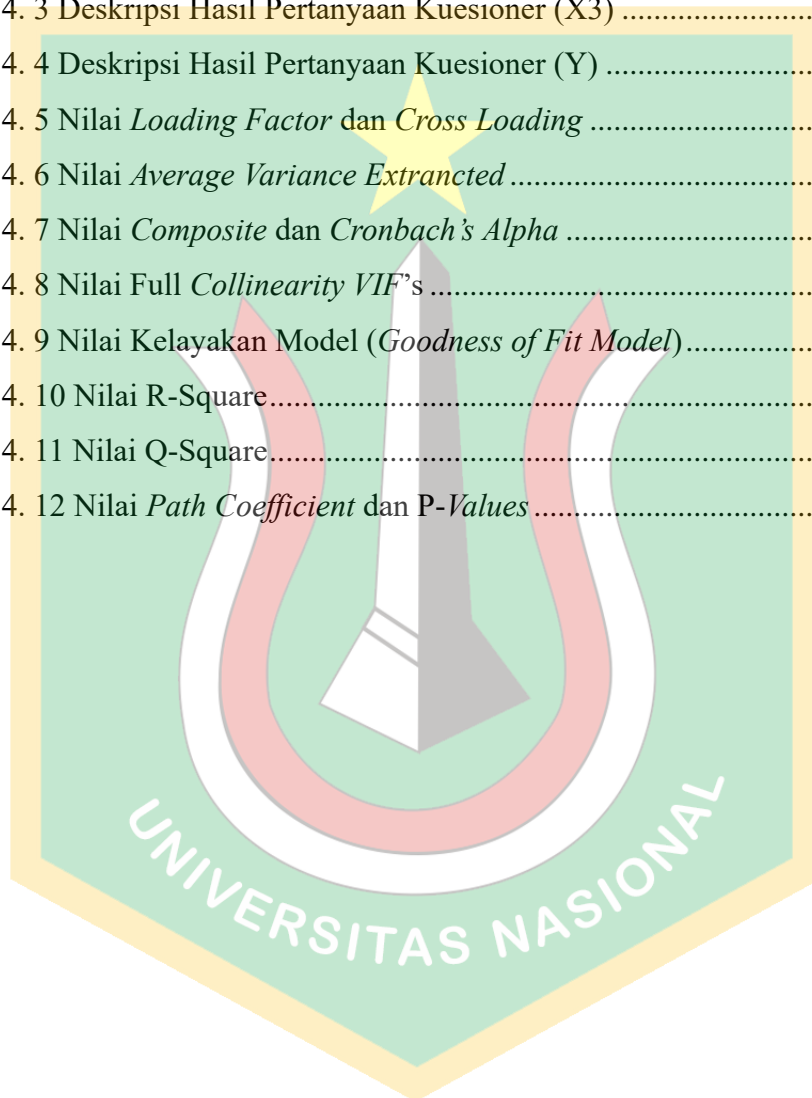 4. 3 Deskripsi Hasil Pertanyaan Kuesioner (X3) ....................
4. 4 Deskripsi Hasil Pertanyaan Kuesioner (Y) ......................
4. 5 Nilai Loading Factor dan Cross Loading ........................
4. 6 Nilai Average Variance Extrancted ................................
4. 7 Nilai Composite dan Cronbach’s Alpha ..........................
4. 8 Nilai Full Collinearity VIF’s .........................................
4. 9 Nilai Kelayakan Model (Goodness of Fit Model) .............
4. 10 Nilai R-Square ..........................................................
4. 11 Nilai Q-Square ..........................................................
4. 12 Nilai Path Coefficient dan P-Values .............................
UNIVERSITAS NASIONAL